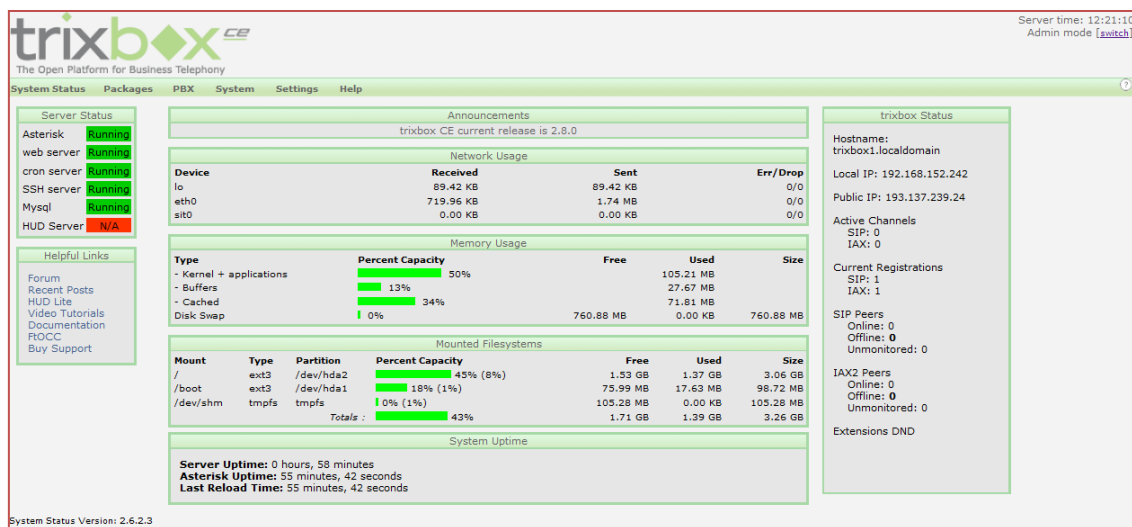 trixbox CE
The Open Platform for Business Telephony
Server time: 12:21:10
Admin mode [switch]
System Status Packages PBX System Settings Help
?
Server Status
Asterisk Running
web server Running
cron server Running
SSH server Running
Mysql Running
HUD Server N/A
Helpful Links
Forum
Recent Posts
HUD Lite
Video Tutorials
Documentation
FtOCC
Buy Support
Announcements
trixbox CE current release is 2.8.0
Network Usage
Device Received Sent Err/Drop
lo 89.42 KB 89.42 KB 0/0
eth0 719.96 KB 1.74 MB 0/0
sit0 0.00 KB 0.00 KB 0/0
Memory Usage
Type Percent Capacity Free Used Size
- Kernel + applications 50% 105.21 MB
- Buffers 13% 27.67 MB
- Cached 34% 71.81 MB
Disk Swap 0% 760.88 MB 0.00 KB 760.88 MB
Mounted Filesystems
Mount Type Partition Percent Capacity Free Used Size
/ ext3 /dev/hda2 45% (8%) 1.53 GB 1.37 GB 3.06 GB
/boot ext3 /dev/hda1 18% (1%) 75.99 MB 17.63 MB 98.72 MB
/dev/shm tmpfs tmpfs 0% (1%) 105.28 MB 0.00 KB 105.28 MB
Totals : 43% 1.71 GB 1.39 GB 3.26 GB
System Uptime
Server Uptime: 0 hours, 58 minutes
Asterisk Uptime: 55 minutes, 42 seconds
Last Reload Time: 55 minutes, 42 seconds
trixbox Status
Hostname:
trixbox1.localdomain
Local IP: 192.168.152.242
Public IP: 193.137.239.24
Active Channels
SIP: 0
IAX: 0
Current Registrations
SIP: 1
IAX: 1
SIP Peers
Online: 0
Offline: 0
Unmonitored: 0
IAX2 Peers
Online: 0
Offline: 0
Unmonitored: 0
Extensions DND
System Status Version: 2.6.2.3